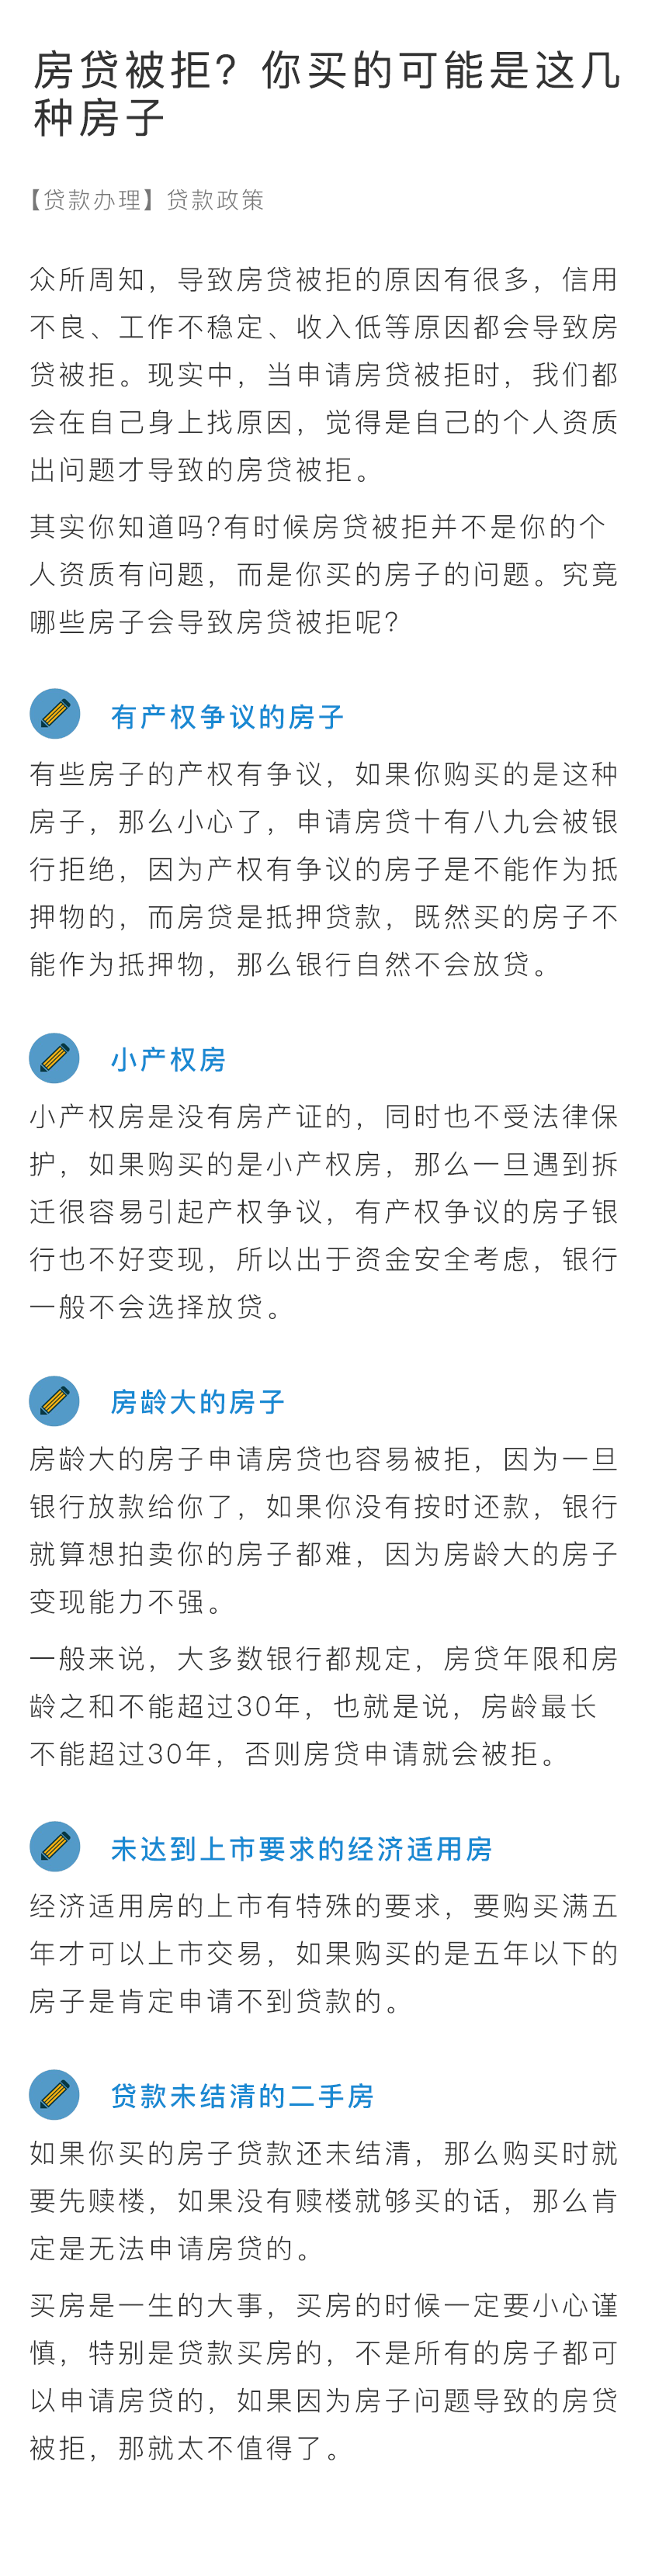 房贷被拒？你买的可能是这几
种房子
【贷款办理】贷款政策
众所周知，导致房贷被拒的原因有很多，信用
不良、工作不稳定、收入低等原因都会导致房
贷被拒。现实中，当申请房贷被拒时，我们都
会在自己身上找原因，觉得是自己的个人资质
出问题才导致的房贷被拒。
其实你知道吗?有时候房贷被拒并不是你的个
人资质有问题，而是你买的房子的问题。究竟
哪些房子会导致房贷被拒呢?
有产权争议的房子
有些房子的产权有争议，如果你购买的是这种
房子，那么小心了，申请房贷十有八九会被银
行拒绝，因为产权有争议的房子是不能作为抵
押物的，而房贷是抵押贷款，既然买的房子不
能作为抵押物，那么银行自然不会放贷。
小产权房
小产权房是没有房产证的，同时也不受法律保
护，如果购买的是小产权房，那么一旦遇到拆
迁很容易引起产权争议，有产权争议的房子银
行也不好变现，所以出于资金安全考虑，银行
一般不会选择放贷。
房龄大的房子
房龄大的房子申请房贷也容易被拒，因为一旦
银行放款给你了，如果你没有按时还款，银行
就算想拍卖你的房子都难，因为房龄大的房子
变现能力不强。
一般来说，大多数银行都规定，房贷年限和房
龄之和不能超过30年，也就是说，房龄最长
不能超过30年，否则房贷申请就会被拒。
未达到上市要求的经济适用房
经济适用房的上市有特殊的要求，要购买满五
年才可以上市交易，如果购买的是五年以下的
房子是肯定申请不到贷款的。
贷款未结清的二手房
如果你买的房子贷款还未结清，那么购买时就
要先赎楼，如果没有赎楼就够买的话，那么肯
定是无法申请房贷的。
买房是一生的大事，买房的时候一定要小心谨
慎，特别是贷款买房的，不是所有的房子都可
以申请房贷的，如果因为房子问题导致的房贷
被拒，那就太不值得了。